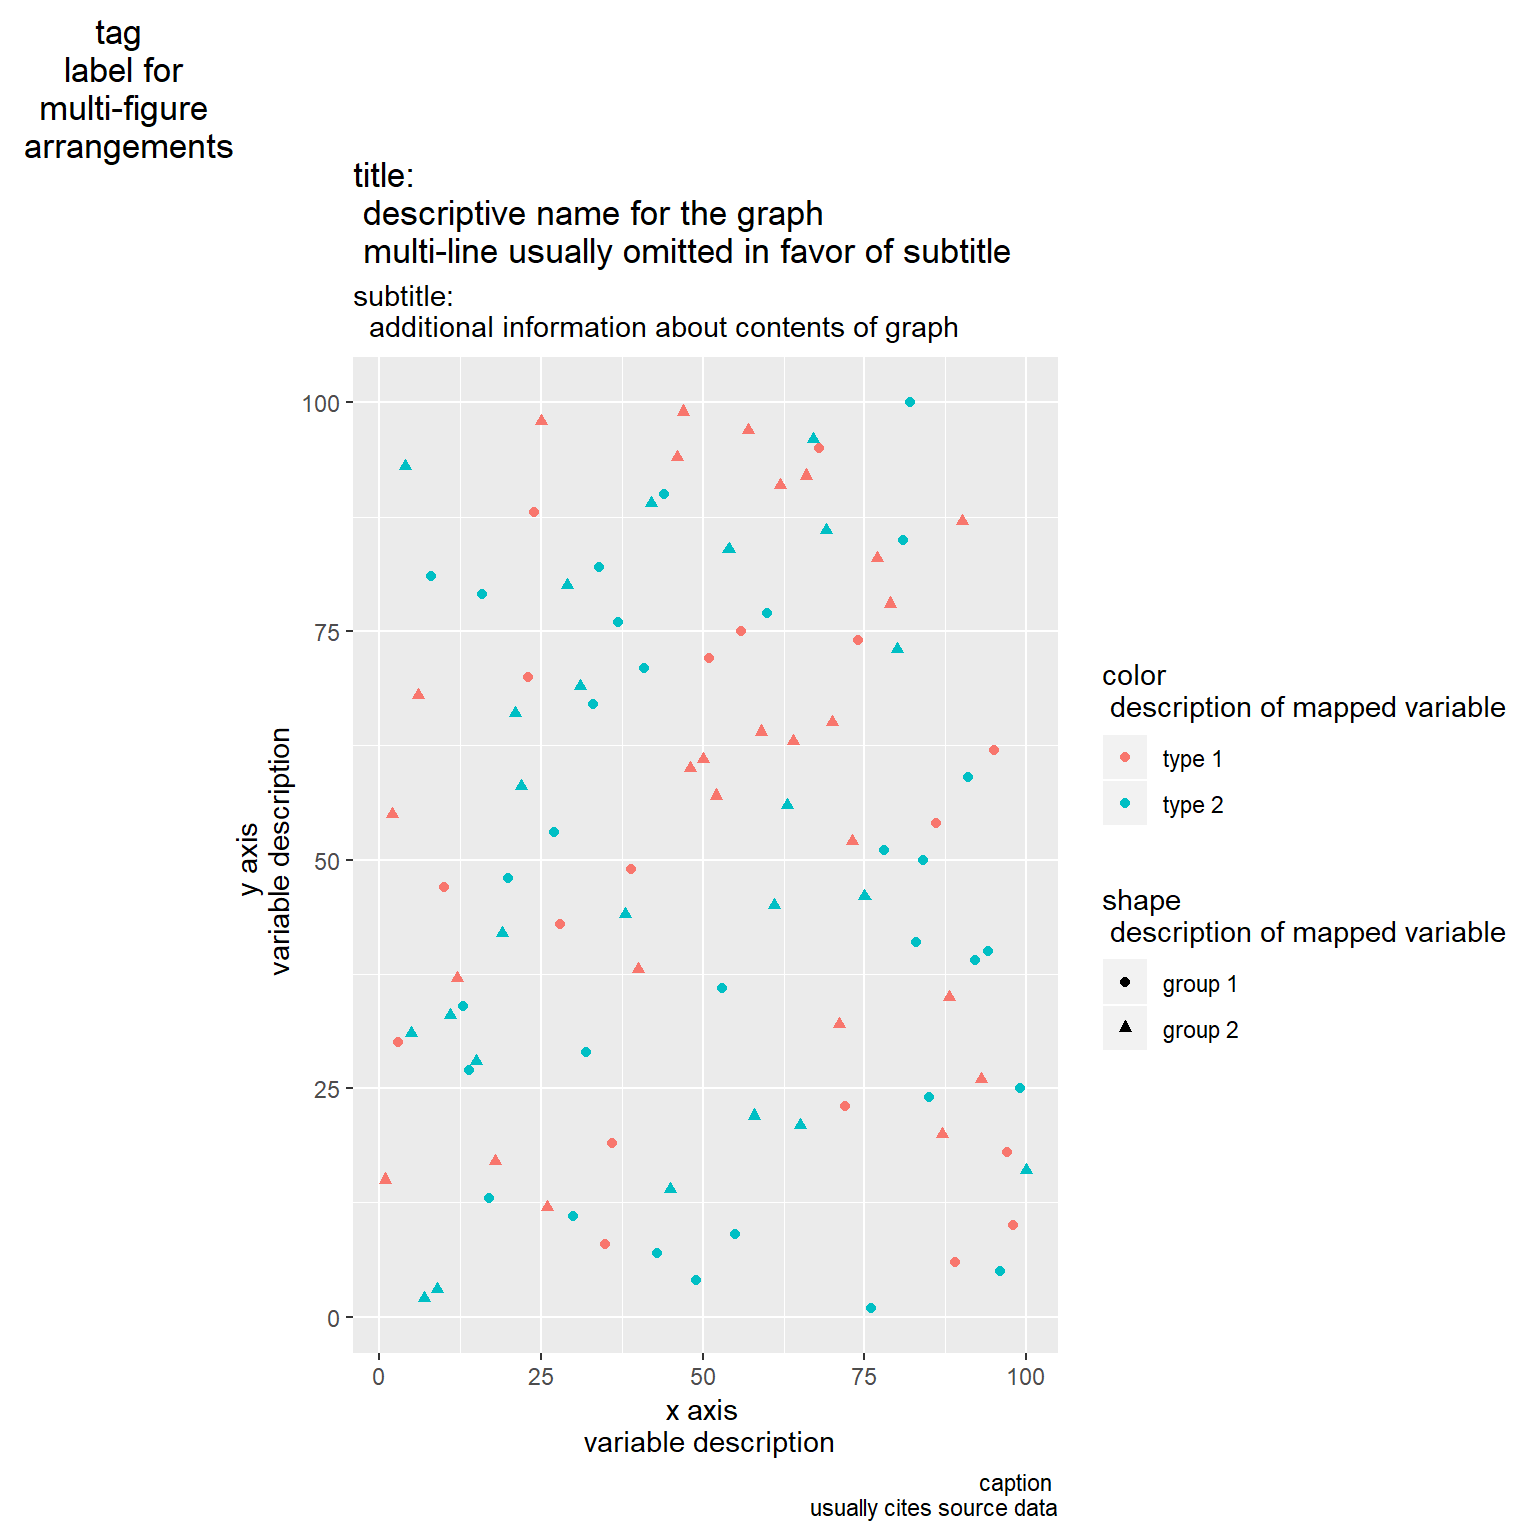 tag
label for
multi-figure
arrangements
title:
descriptive name for the graph
multi-line usually omitted in favor of subtitle
subtitle:
additional information about contents of graph
100
75
50
25
0
y axis
variable description
0
25
50
75
100
x axis
variable description
color
description of mapped variable
type 1
type 2
shape
description of mapped variable
group 1
group 2
caption
usually cites source data